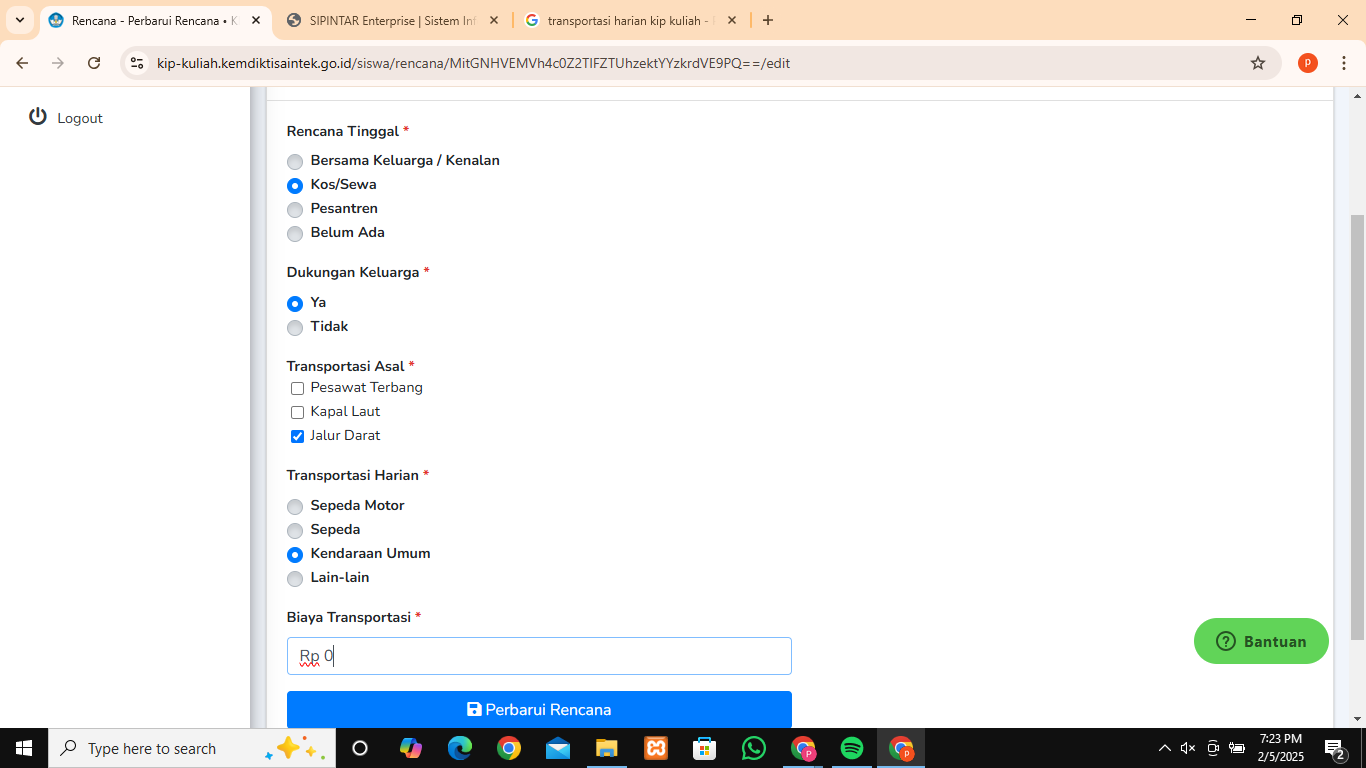 Rencana - Perbarui Rencana • K
SIPINTAR Enterprise | Sistem Inf
transportasi harian kip kuliah -
kip-kuliah.kemdiktisaintek.go.id/siswa/rencana/MitGNHVEMVh4c0Z2TlFZTUhzektYYzkrdVE9PQ==/edit
P
Logout
Rencana Tinggal *
Bersama Keluarga / Kenalan
Kos/Sewa
Pesantren
Belum Ada
Dukungan Keluarga *
Ya
Tidak
Transportasi Asal *
Pesawat Terbang
Kapal Laut
Jalur Darat
Transportasi Harian *
Sepeda Motor
Sepeda
Kendaraan Umum
Lain-lain
Biaya Transportasi *
Rp 0
Bantuan
Perbarui Rencana
Type here to search
7:23 PM
2/5/2025
2